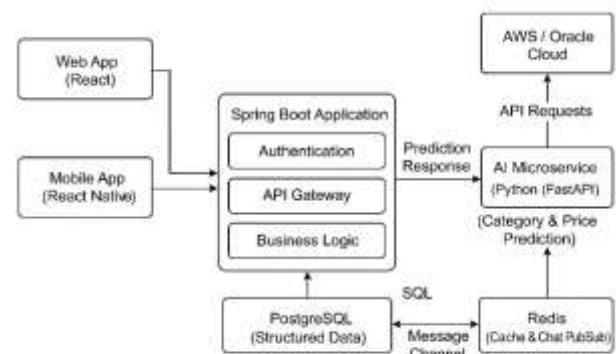 AWS / Oracle
Cloud
Web App
(React)
Spring Boot Application
API Requests
Authentication
Prediction
Response
AI Microservice
(Python (FastAPI)
Mobile App
(React Native)
API Gateway
(Category & Price
Prediction)
Business Logic
SQL
PostgreSQL
(Structured Data)
Message
Channel
Redis
(Cache & Chat PubSub)